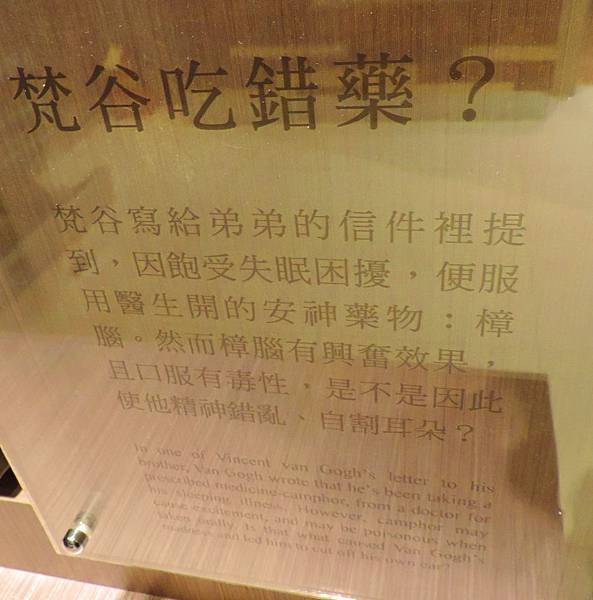 梵谷吃錯藥？
梵谷寫給弟弟的信件裡提
到，因飽受失眠困擾，便服
用醫生開的安神藥物：樟
腦。然而樟腦有興奮效果，
且口服有毒性，是不是因此
使他精神錯亂、自割耳朵？
In one of Vincent van Gogh's letter to his
brother, Van Gogh wrote that he's been taking a
prescribed medicine-camphor, from a doctor for
his sleeping illness. However, camphor may
cause excitement, and may be poisonous when
taken orally. Is that what caused Van Gogh's
madness and led him to cut off his own ear?